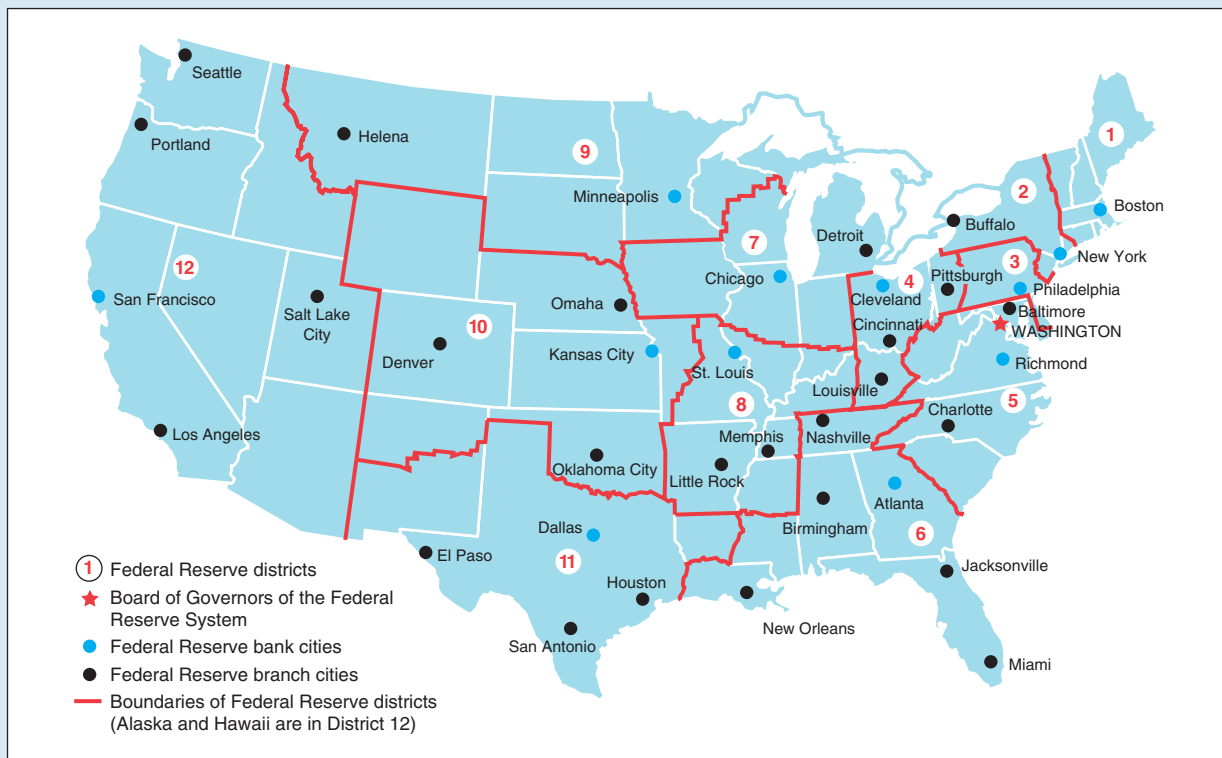 Seattle
Portland
Helena
9
1
Minneapolis
2
Boston
Buffalo
7
Detroit
3
New York
12
Chicago
4
Pittsburgh
Cleveland
Philadelphia
San Francisco
Salt Lake
City
Omaha
Baltimore
Cincinnati
WASHINGTON
10
Denver
Kansas City
St. Louis
Richmond
Louisville
8
5
Charlotte
Los Angeles
Memphis
Nashville
Oklahoma City
Little Rock
Atlanta
Dallas
Birmingham
6
El Paso
11
Houston
Jacksonville
New Orleans
San Antonio
Miami
1 Federal Reserve districts
Board of Governors of the Federal
Reserve System
Federal Reserve bank cities
Federal Reserve branch cities
Boundaries of Federal Reserve districts
(Alaska and Hawaii are in District 12)